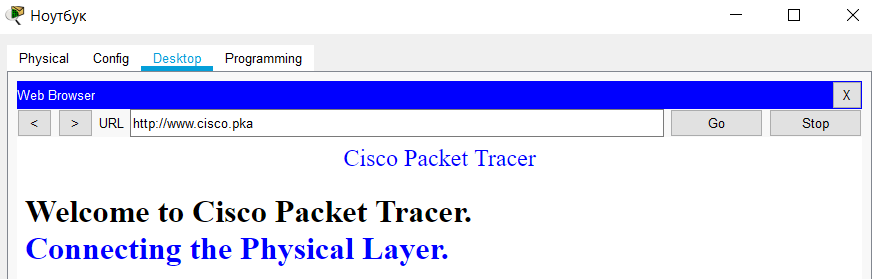 Ноутбук
Physical Config Desktop Programming
Web Browser X
< > URL http://www.cisco.pka Go Stop
Cisco Packet Tracer
Welcome to Cisco Packet Tracer.
Connecting the Physical Layer.